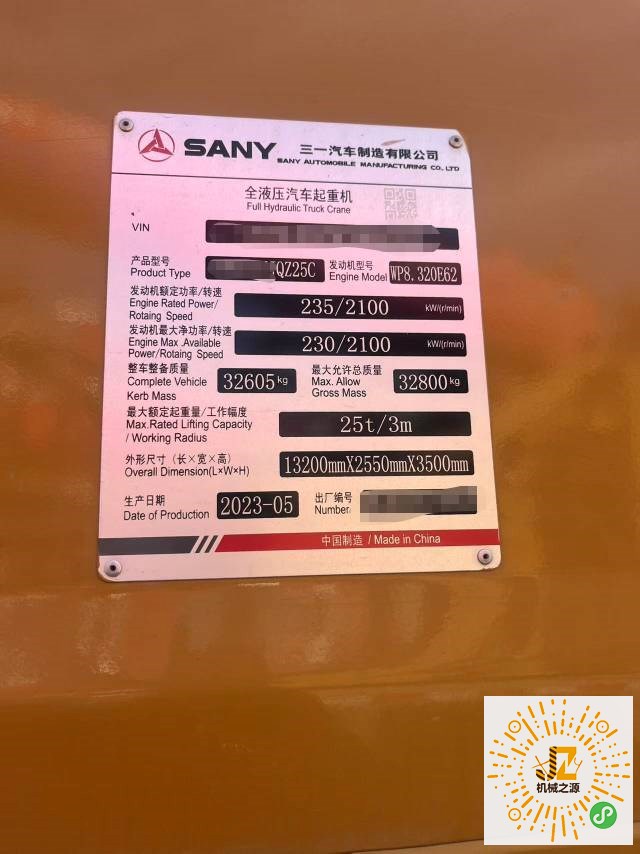 SANY 三一汽车制造有限公司
SANY AUTOMOBILE MANUFACTURING CO., LTD
全液压汽车起重机
Full Hydraulic Truck Crane
VIN
产品型号
Product Type
QZ25C
发动机型号
Engine Model
WP8.320E62
发动机额定功率/转速
Engine Rated Power/
Rotaing Speed
235/2100 kW/(r/min)
发动机最大净功率/转速
Engine Max .Available
Power/Rotaing Speed
230/2100 kW/(r/min)
整车整备质量
Complete Vehicle
Kerb Mass
32605kg
最大允许总质量
Max. Allow
Gross Mass
32800kg
最大额定起重量/工作幅度
Max.Rated Lifting Capacity
/ Working Radius
25t/3m
外形尺寸（长×宽×高）
Overall Dimension(L×W×H)
13200mmX2550mmX3500mm
生产日期
Date of Production
2023-05
出厂编号
Number
中国制造 / Made in China
JZ
机械之源